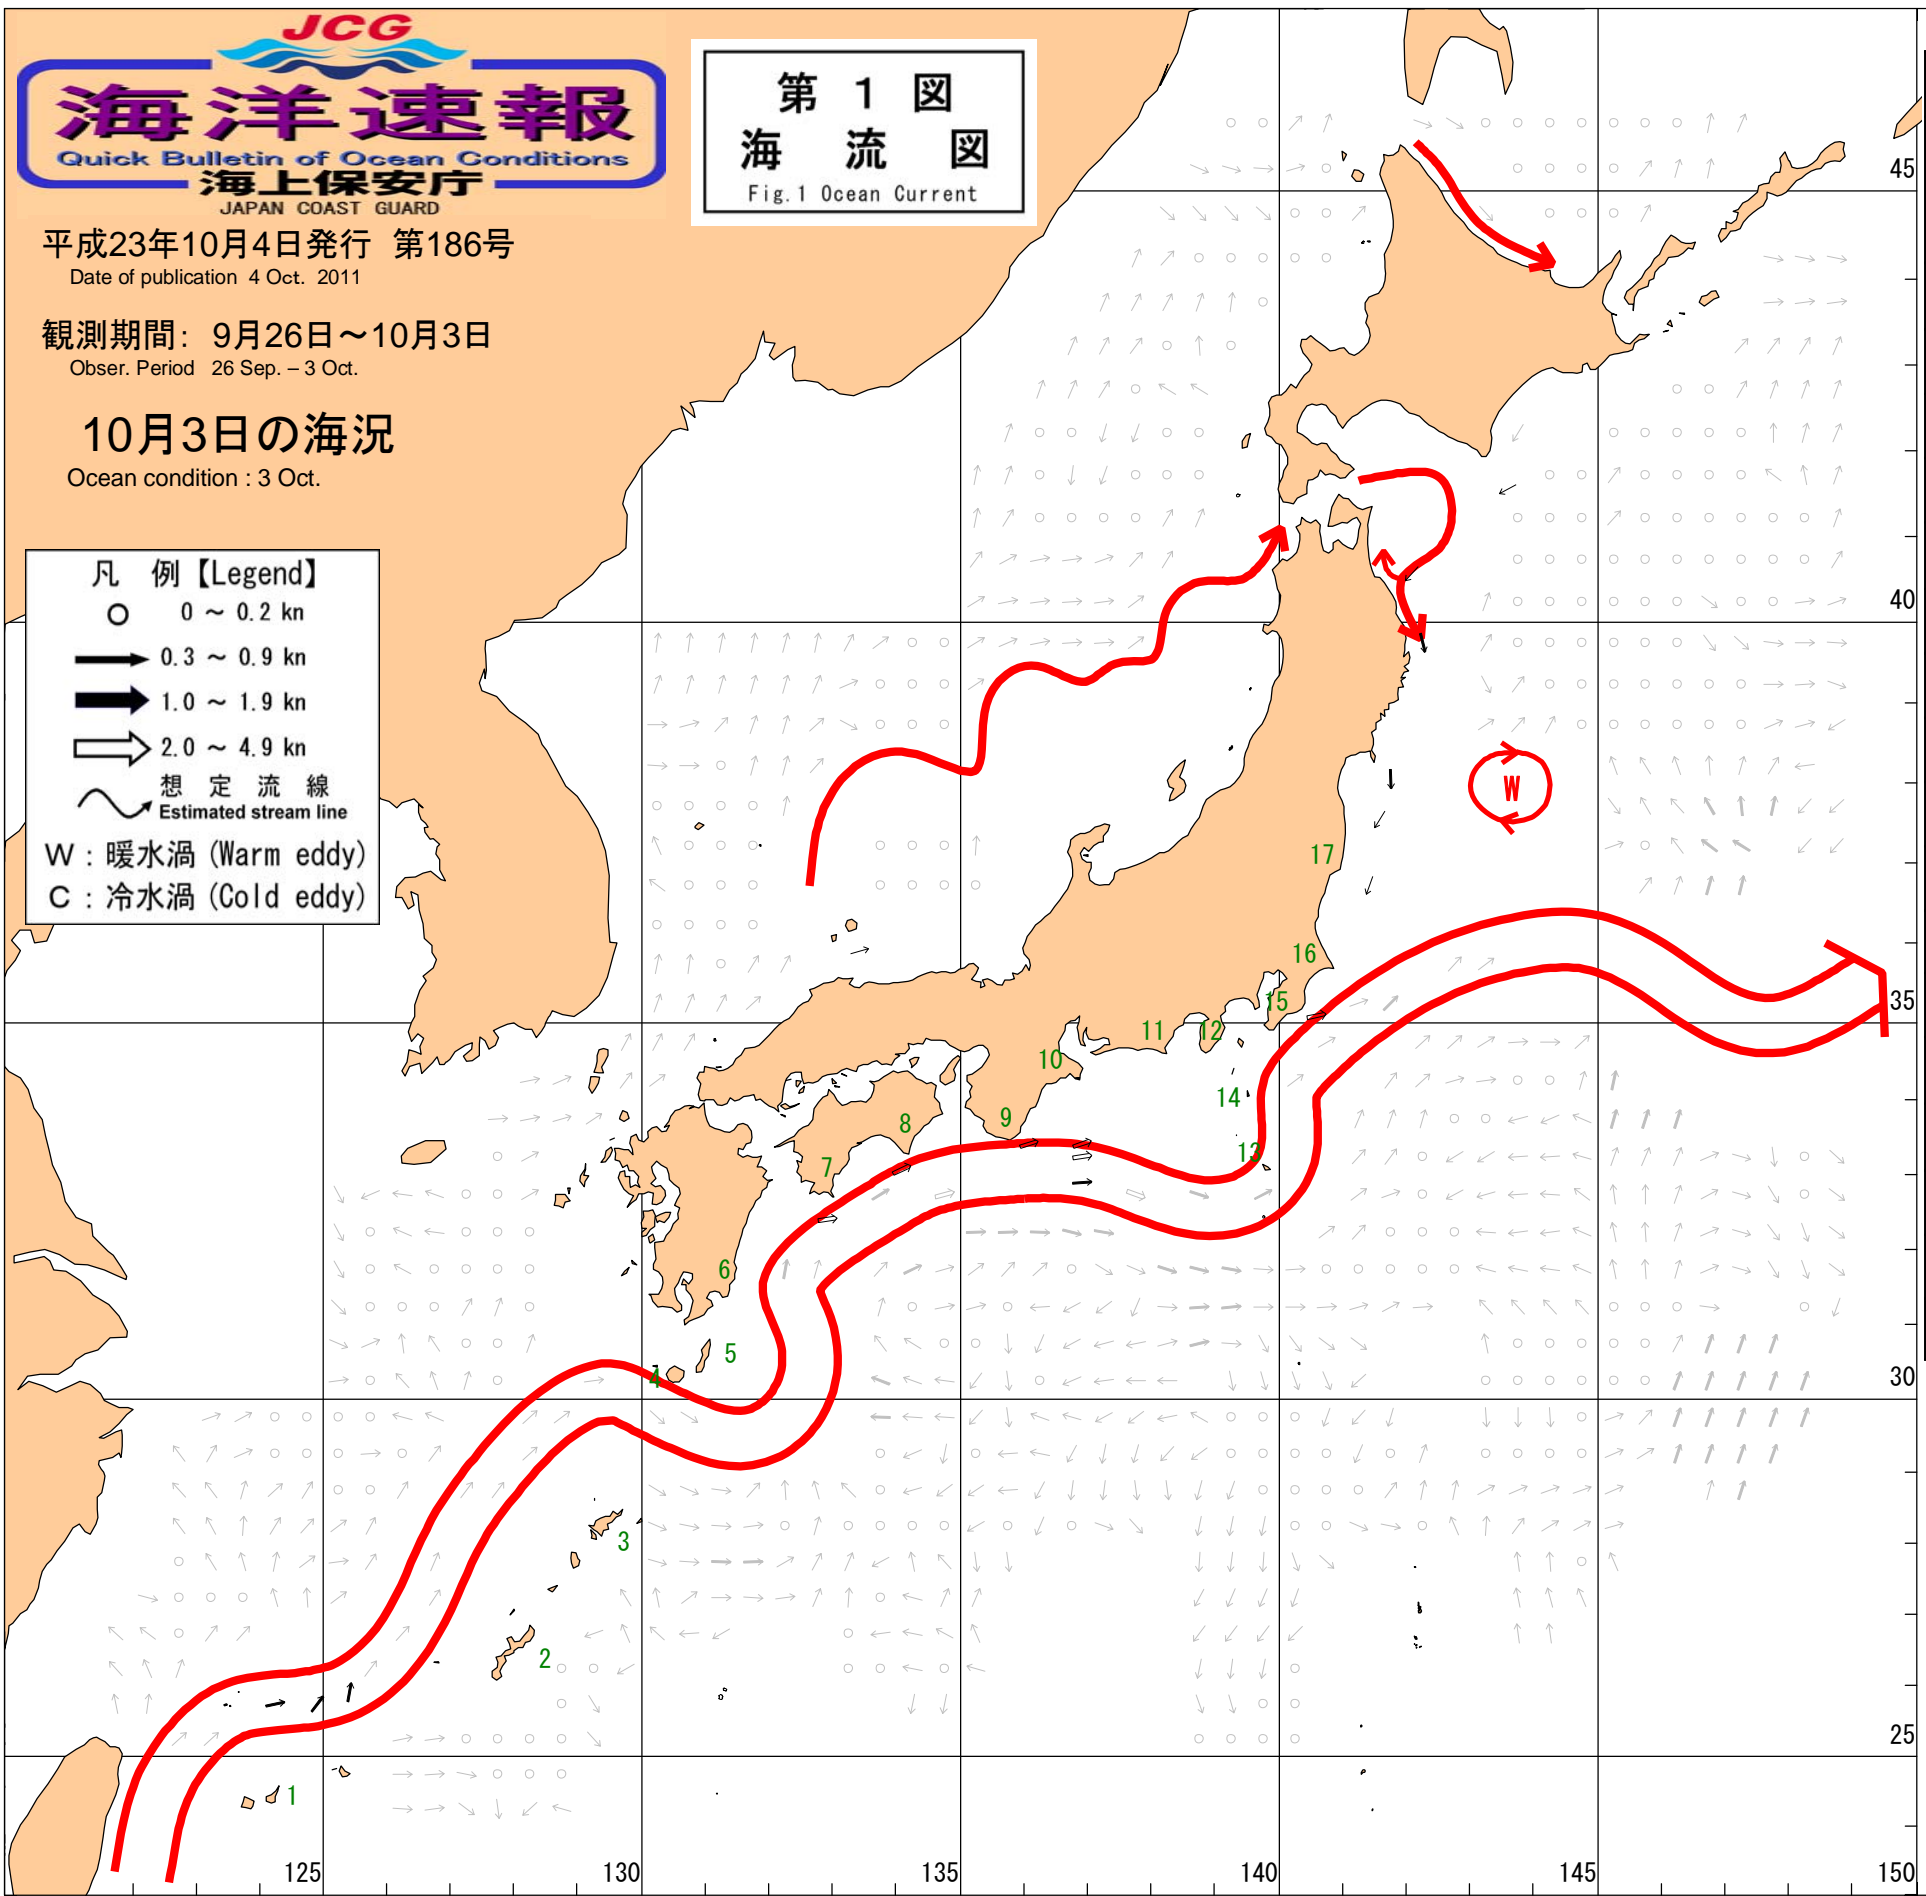 JCG
海洋速報
Quick Bulletin of Ocean Conditions
海上保安庁
JAPAN COAST GUARD
第 1 図
海 流 図
Fig.1 Ocean Current
平成23年10月4日発行 第186号
Date of publication 4 Oct. 2011
観測期間: 9月26日～10月3日
Obser. Period 26 Sep. – 3 Oct.
10月3日の海況
Ocean condition : 3 Oct.
凡 例【Legend】
0 ～ 0.2 kn
0.3 ～ 0.9 kn
1.0 ～ 1.9 kn
2.0 ～ 4.9 kn
想 定 流 線
Estimated stream line
W : 暖水渦 (Warm eddy)
C : 冷水渦 (Cold eddy)
45
40
W
17
16
15
35
11
12
10
14
9
8
13
7
6
5
4
30
3
2
25
1
125
130
135
140
145
150